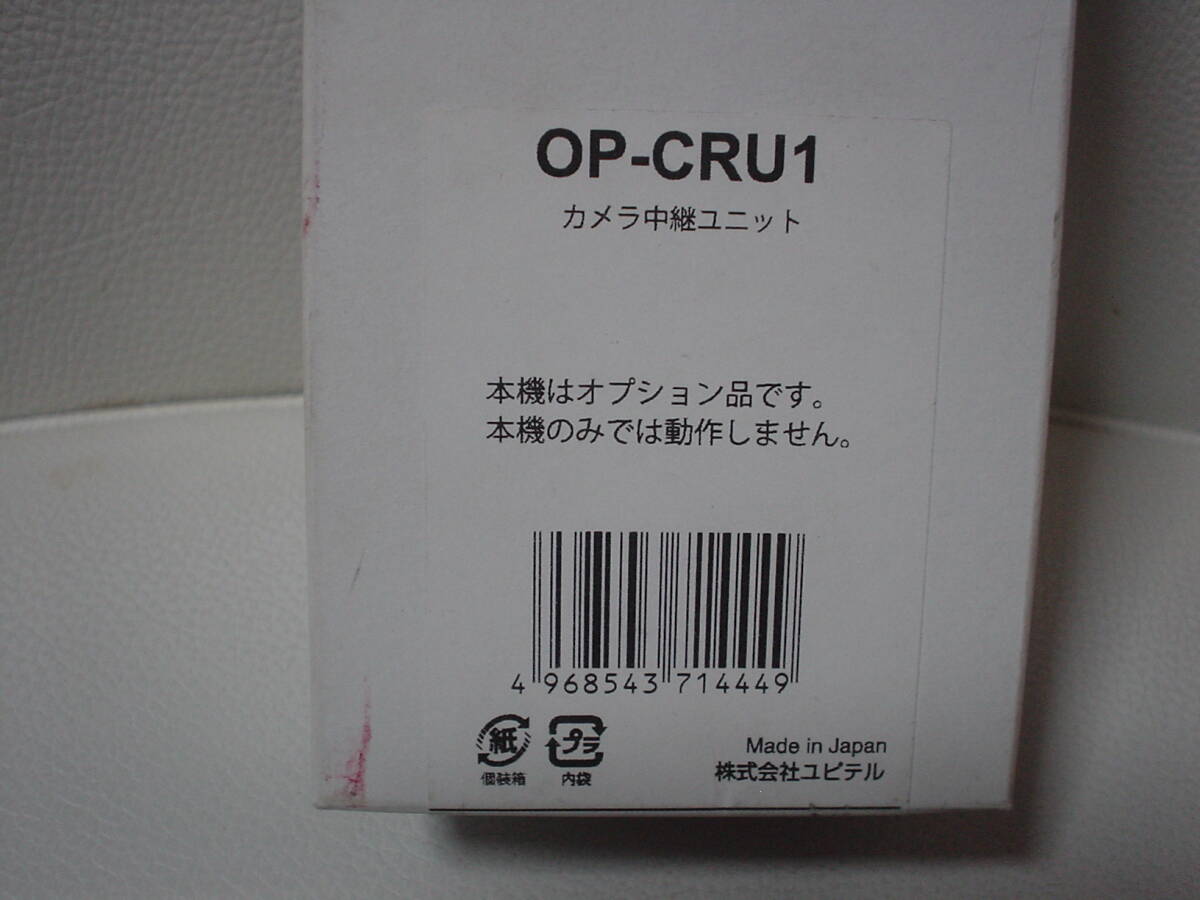 OP-CRU1
カメラ中継ユニット
本機はオプション品です。
本機のみでは動作しません。
4 968543 714449
紙 プラ
個装箱 内袋
Made in Japan
株式会社ユピテル